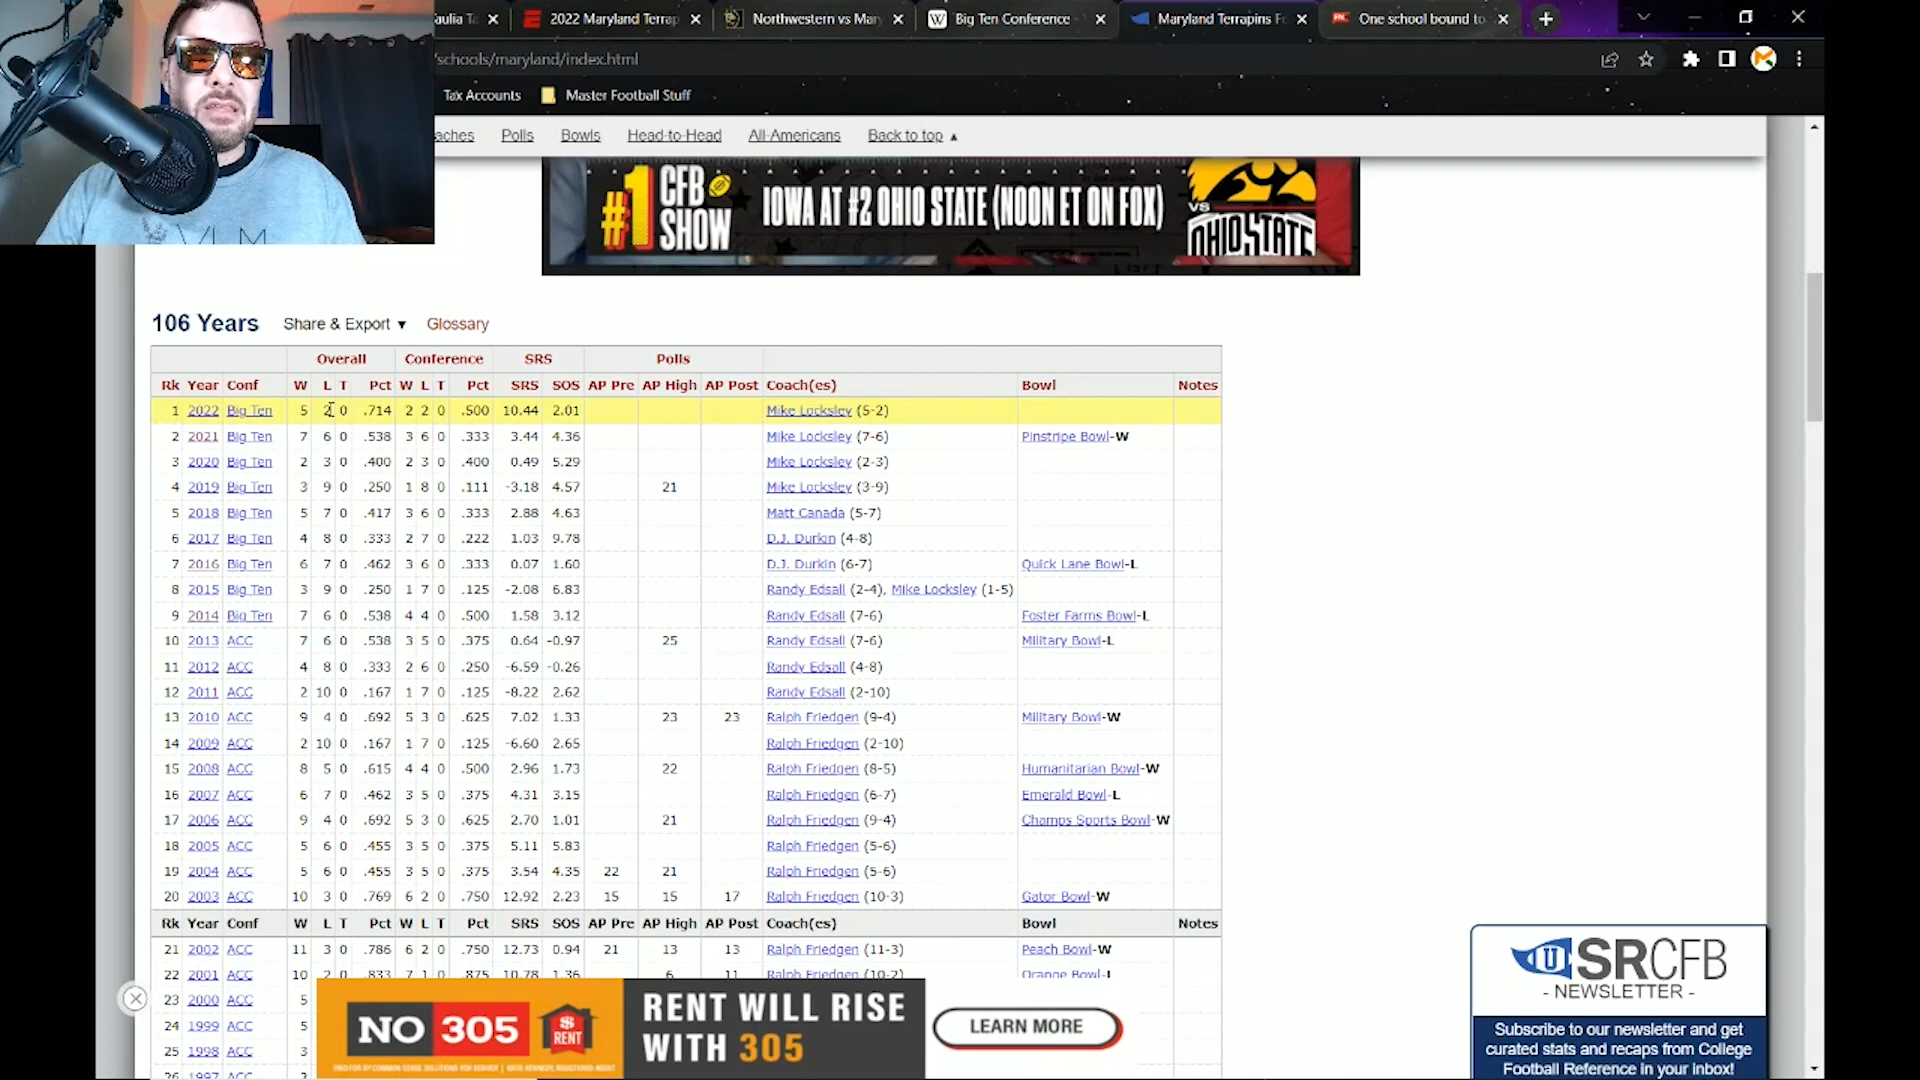 aulia Ta
2022 Maryland Terrap
Northwestern vs Mar
Big Ten Conference -
Maryland Terrapins F
One school bound to
/schools/maryland/index.html
Tax Accounts
Master Football Stuff
aches Polls Bowls Head-to-Head All-Americans Back to top ▲
#1 CFB SHOW
IOWA AT #2 OHIO STATE (NOON ET ON FOX)
VS
OHIO STATE
106 Years Share & Export ▼ Glossary
Overall Conference SRS Polls
Rk Year Conf W L T Pct W L T Pct SRS SOS AP Pre AP High AP Post Coach(es) Bowl Notes
1 2022 Big Ten 5 2 0 .714 2 2 0 .500 10.44 2.01 Mike Locksley (5-2)
2 2021 Big Ten 7 6 0 .538 3 6 0 .333 3.44 4.36 Mike Locksley (7-6) Pinstripe Bowl-W
3 2020 Big Ten 2 3 0 .400 2 3 0 .400 0.49 5.29 Mike Locksley (2-3)
4 2019 Big Ten 3 9 0 .250 1 8 0 .111 -3.18 4.57 21 Mike Locksley (3-9)
5 2018 Big Ten 5 7 0 .417 3 6 0 .333 2.88 4.63 Matt Canada (5-7)
6 2017 Big Ten 4 8 0 .333 2 7 0 .222 1.03 9.78 D.J. Durkin (4-8)
7 2016 Big Ten 6 7 0 .462 3 6 0 .333 0.07 1.60 D.J. Durkin (6-7) Quick Lane Bowl-L
8 2015 Big Ten 3 9 0 .250 1 7 0 .125 -2.08 6.83 Randy Edsall (2-4), Mike Locksley (1-5)
9 2014 Big Ten 7 6 0 .538 4 4 0 .500 1.58 3.12 Randy Edsall (7-6) Foster Farms Bowl-L
10 2013 ACC 7 6 0 .538 3 5 0 .375 0.64 -0.97 25 Randy Edsall (7-6) Military Bowl-L
11 2012 ACC 4 8 0 .333 2 6 0 .250 -6.59 -0.26 Randy Edsall (4-8)
12 2011 ACC 2 10 0 .167 1 7 0 .125 -8.22 2.62 Randy Edsall (2-10)
13 2010 ACC 9 4 0 .692 5 3 0 .625 7.02 1.33 23 23 Ralph Friedgen (9-4) Military Bowl-W
14 2009 ACC 2 10 0 .167 1 7 0 .125 -6.60 2.65 Ralph Friedgen (2-10)
15 2008 ACC 8 5 0 .615 4 4 0 .500 2.96 1.73 22 Ralph Friedgen (8-5) Humanitarian Bowl-W
16 2007 ACC 6 7 0 .462 3 5 0 .375 4.31 3.15 Ralph Friedgen (6-7) Emerald Bowl-L
17 2006 ACC 9 4 0 .692 5 3 0 .625 2.70 1.01 21 Ralph Friedgen (9-4) Champs Sports Bowl-W
18 2005 ACC 5 6 0 .455 3 5 0 .375 5.11 5.83 Ralph Friedgen (5-6)
19 2004 ACC 5 6 0 .455 3 5 0 .375 3.54 4.35 22 21 Ralph Friedgen (5-6)
20 2003 ACC 10 3 0 .769 6 2 0 .750 12.92 2.23 15 15 17 Ralph Friedgen (10-3) Gator Bowl-W
Rk Year Conf W L T Pct W L T Pct SRS SOS AP Pre AP High AP Post Coach(es) Bowl Notes
21 2002 ACC 11 3 0 .786 6 2 0 .750 12.73 0.94 21 13 13 Ralph Friedgen (11-3) Peach Bowl-W
22 2001 ACC 10 2 0 .833 7 1 0 .875 10.78 1.36 6 11 Ralph Friedgen (10-2) Orange Bowl-L
23 2000 ACC 5
24 1999 ACC 5
25 1998 ACC 3
26 1997 ACC 2
NO 305
$ RENT
RENT WILL RISE
WITH 305
LEARN MORE
U SRCFB
- NEWSLETTER -
Subscribe to our newsletter and get
curated stats and recaps from College
Football Reference in your inbox!